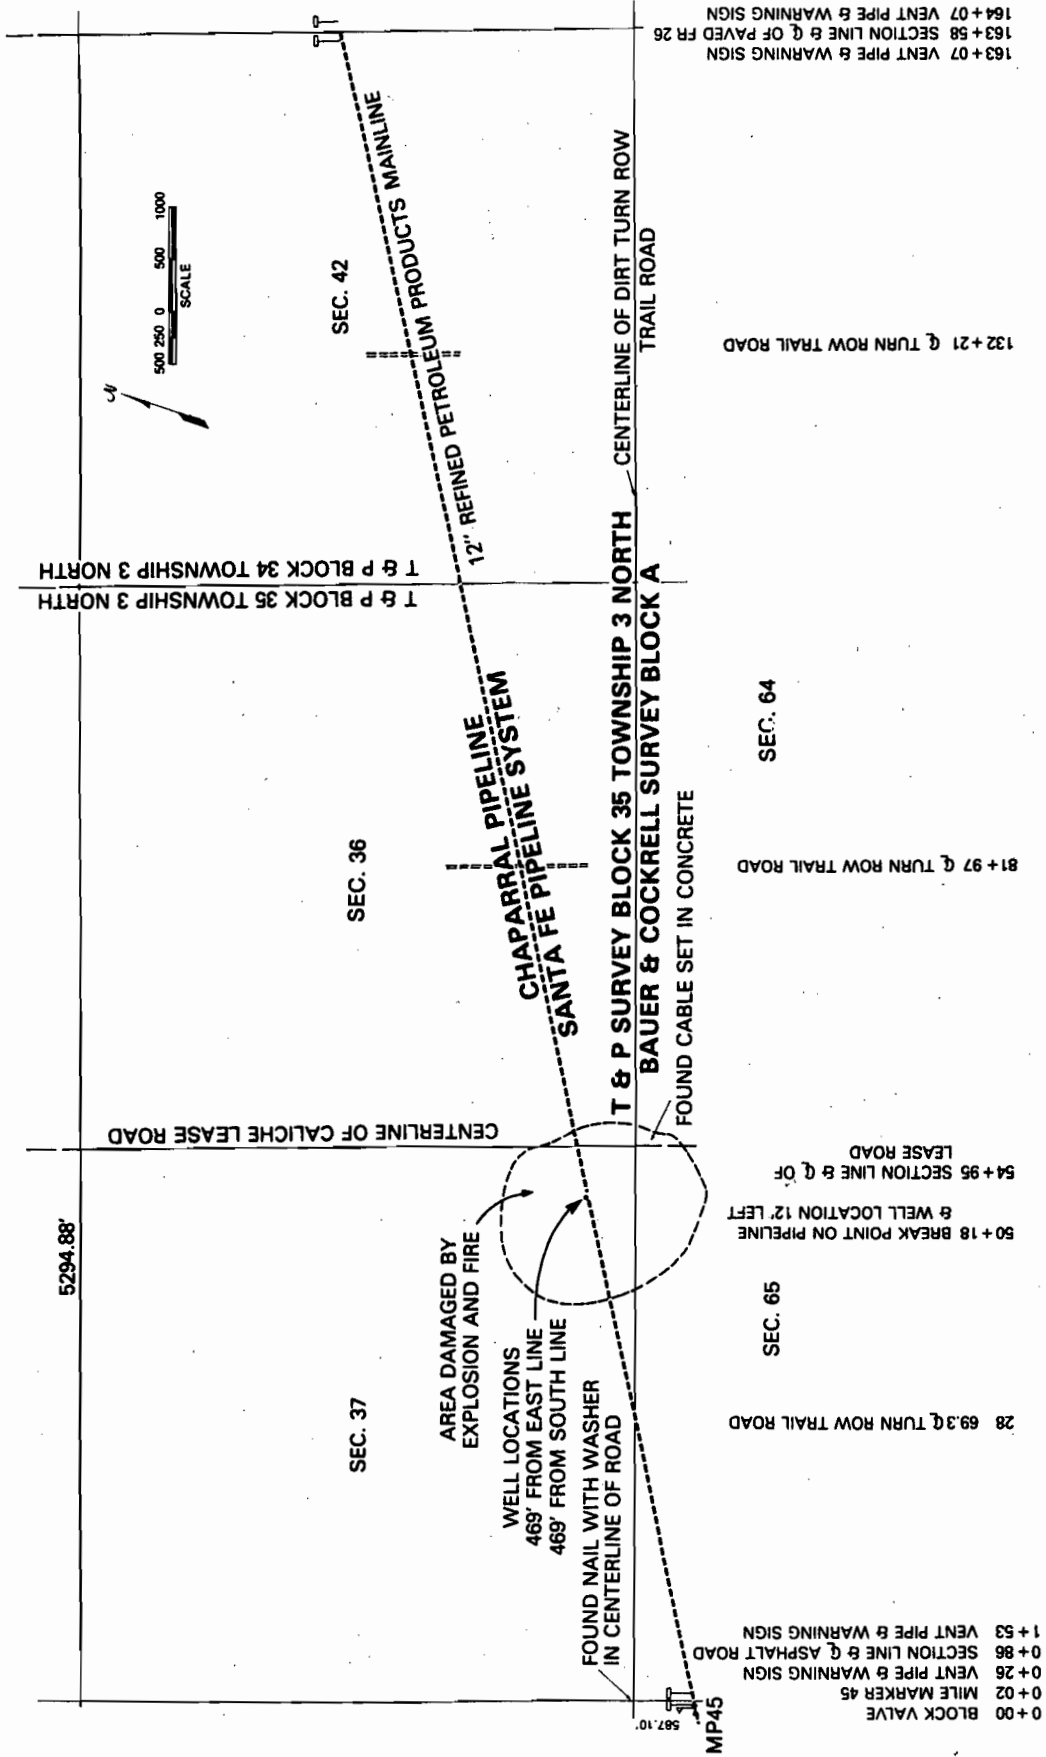 5294.88'
SEC. 37
SEC. 36
SEC. 42
N
500 250 0 500 1000
SCALE
T & P BLOCK 35 TOWNSHIP 3 NORTH
T & P BLOCK 34 TOWNSHIP 3 NORTH
CENTERLINE OF CALICHE LEASE ROAD
AREA DAMAGED BY
EXPLOSION AND FIRE
WELL LOCATIONS
469' FROM EAST LINE
469' FROM SOUTH LINE
FOUND NAIL WITH WASHER
IN CENTERLINE OF ROAD
CHAPARRAL PIPELINE
SANTA FE PIPELINE SYSTEM
12" REFINED PETROLEUM PRODUCTS MAINLINE
587.10'
MP45
T & P SURVEY BLOCK 35 TOWNSHIP 3 NORTH
BAUER & COCKRELL SURVEY BLOCK A
FOUND CABLE SET IN CONCRETE
CENTERLINE OF DIRT TURN ROW
TRAIL ROAD
SEC. 65
SEC. 64
0+00 BLOCK VALVE
0+02 MILE MARKER 45
0+26 VENT PIPE & WARNING SIGN
0+86 SECTION LINE & ℄ ASPHALT ROAD
1+53 VENT PIPE & WARNING SIGN
28 69.3 ℄ TURN ROW TRAIL ROAD
50+18 BREAK POINT ON PIPELINE
& WELL LOCATION 12' LEFT
54+95 SECTION LINE & ℄ OF
LEASE ROAD
81+97 ℄ TURN ROW TRAIL ROAD
132+21 ℄ TURN ROW TRAIL ROAD
163+07 VENT PIPE & WARNING SIGN
163+58 SECTION LINE & ℄ OF PAVED FR 26
164+07 VENT PIPE & WARNING SIGN